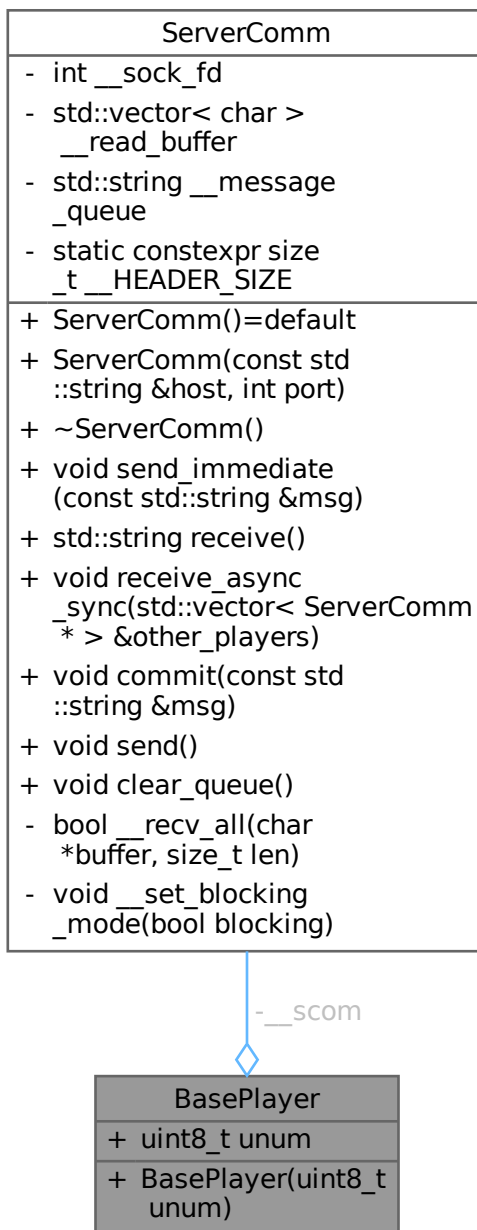 ServerComm
- int __sock_fd
- std::vector< char >
__read_buffer
- std::string __message
_queue
- static constexpr size
_t __HEADER_SIZE
+ ServerComm()=default
+ ServerComm(const std
::string &host, int port)
+ ~ServerComm()
+ void send_immediate
(const std::string &msg)
+ std::string receive()
+ void receive_async
_sync(std::vector< ServerComm
* > &other_players)
+ void commit(const std
::string &msg)
+ void send()
+ void clear_queue()
- bool __recv_all(char
*buffer, size_t len)
- void __set_blocking
_mode(bool blocking)
-__scom
BasePlayer
+ uint8_t unum
+ BasePlayer(uint8_t
unum)